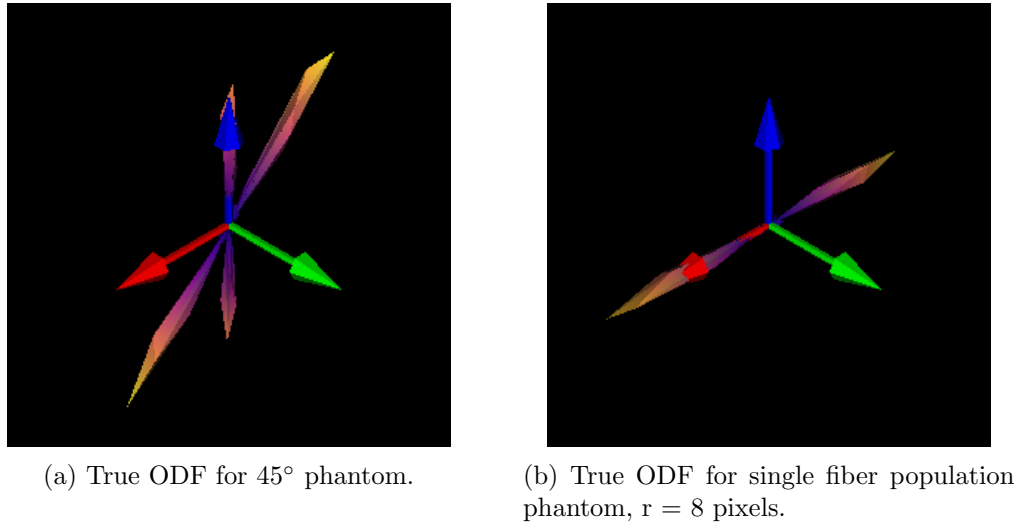 (a) True ODF for 45° phantom.
(b) True ODF for single fiber population
phantom, r = 8 pixels.